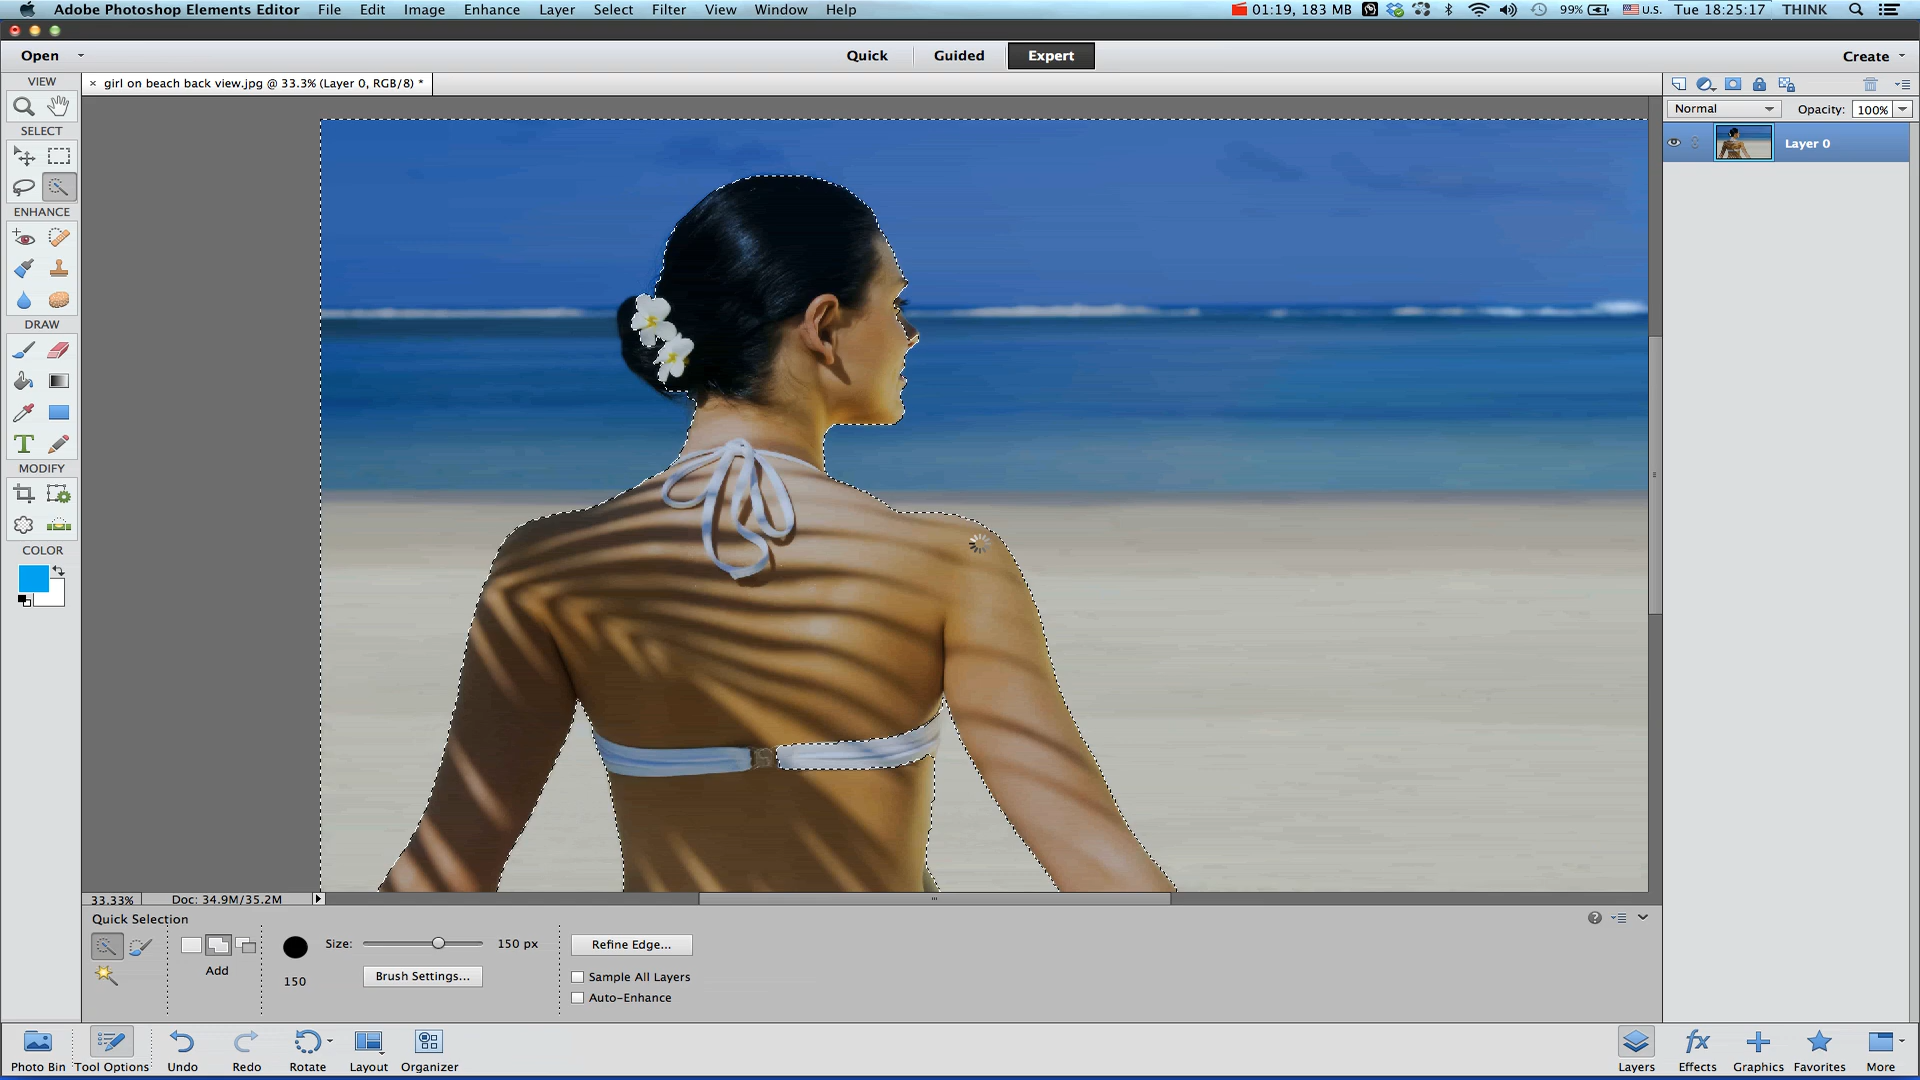 Adobe Photoshop Elements Editor File Edit Image Enhance Layer Select Filter View Window Help 01:19, 183 MB 99% U.S. Tue 18:25:17 THINK
Open Quick Guided Expert Create
VIEW
× girl on beach back view.jpg @ 33.3% (Layer 0, RGB/8) *
Normal Opacity: 100%
SELECT
Layer 0
ENHANCE
DRAW
T
MODIFY
COLOR
33.33% Doc: 34.9M/35.2M
Quick Selection
Size: 150 px Refine Edge...
Add
Brush Settings... Sample All Layers
150
Auto-Enhance
Photo Bin Tool Options Undo Redo Rotate Layout Organizer fx Layers Effects Graphics Favorites More